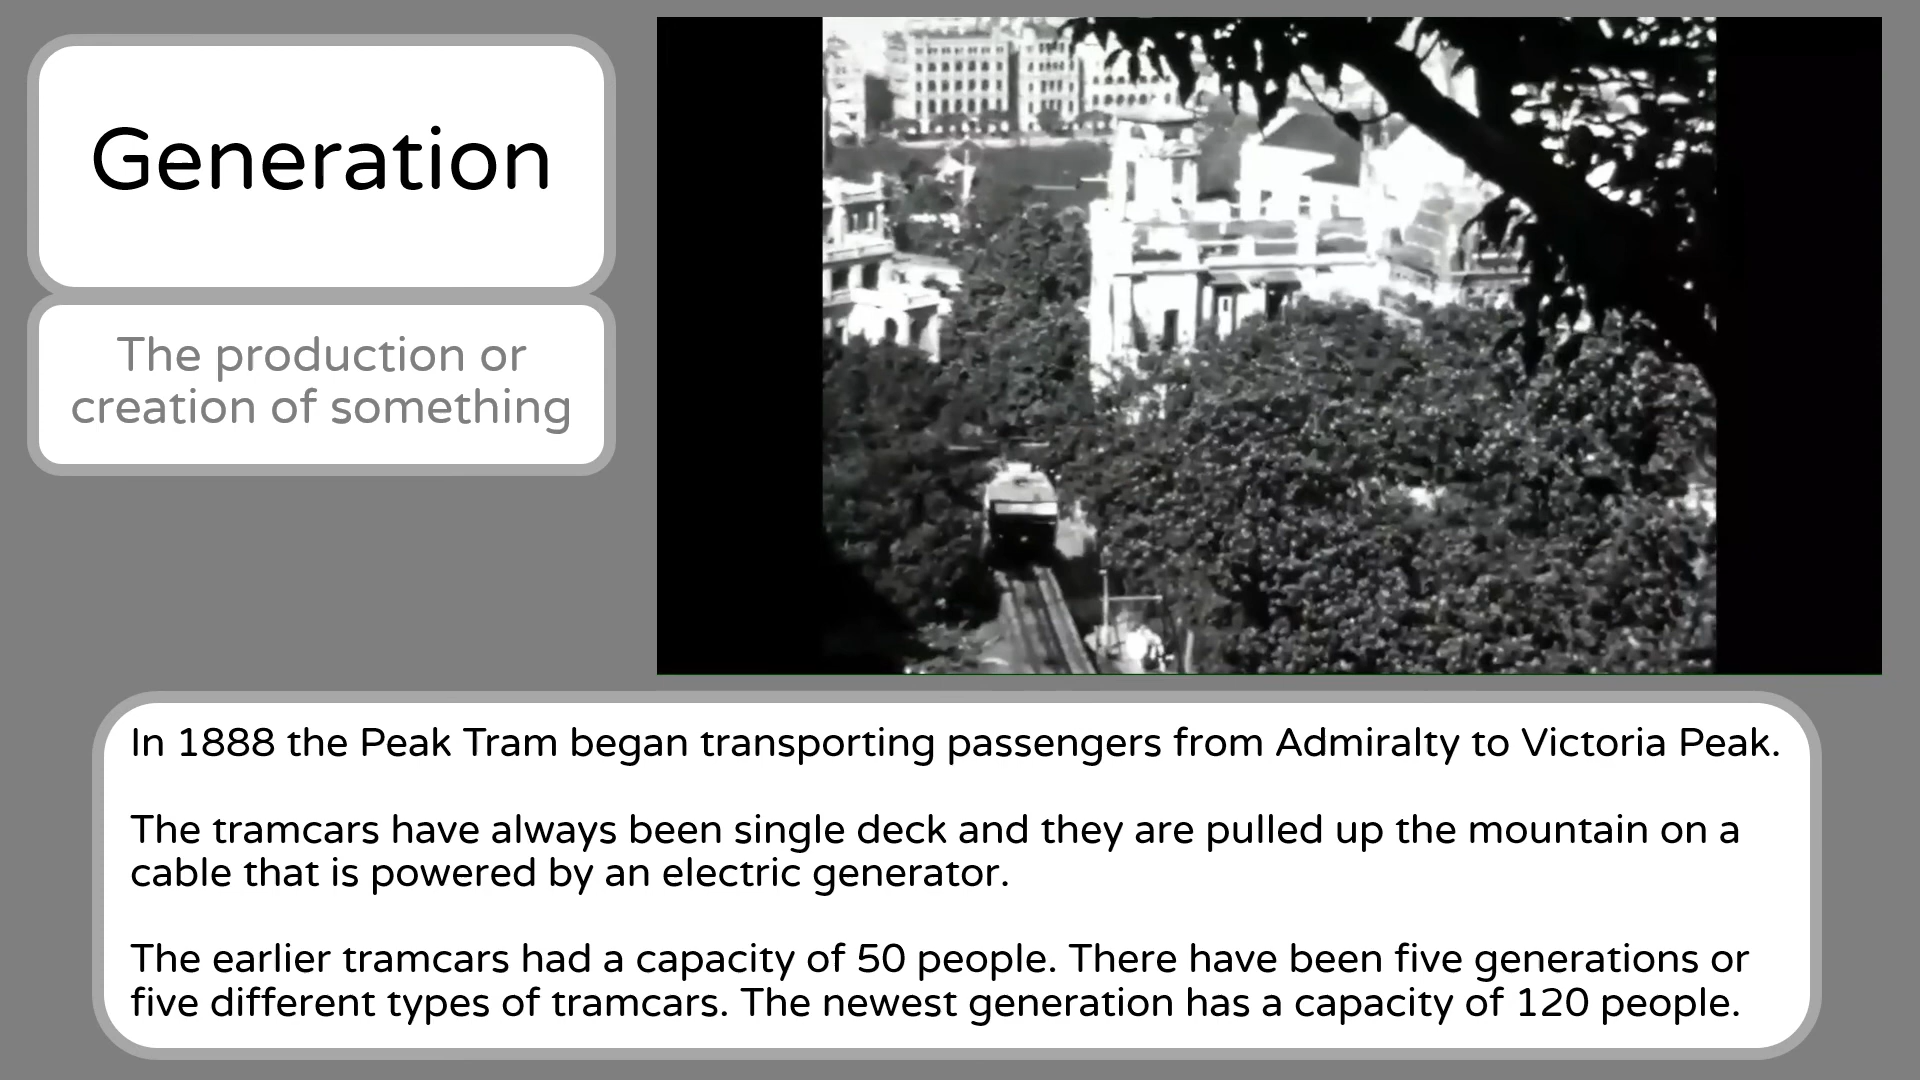 Generation
The production or
creation of something
In 1888 the Peak Tram began transporting passengers from Admiralty to Victoria Peak.
The tramcars have always been single deck and they are pulled up the mountain on a
cable that is powered by an electric generator.
The earlier tramcars had a capacity of 50 people. There have been five generations or
five different types of tramcars. The newest generation has a capacity of 120 people.